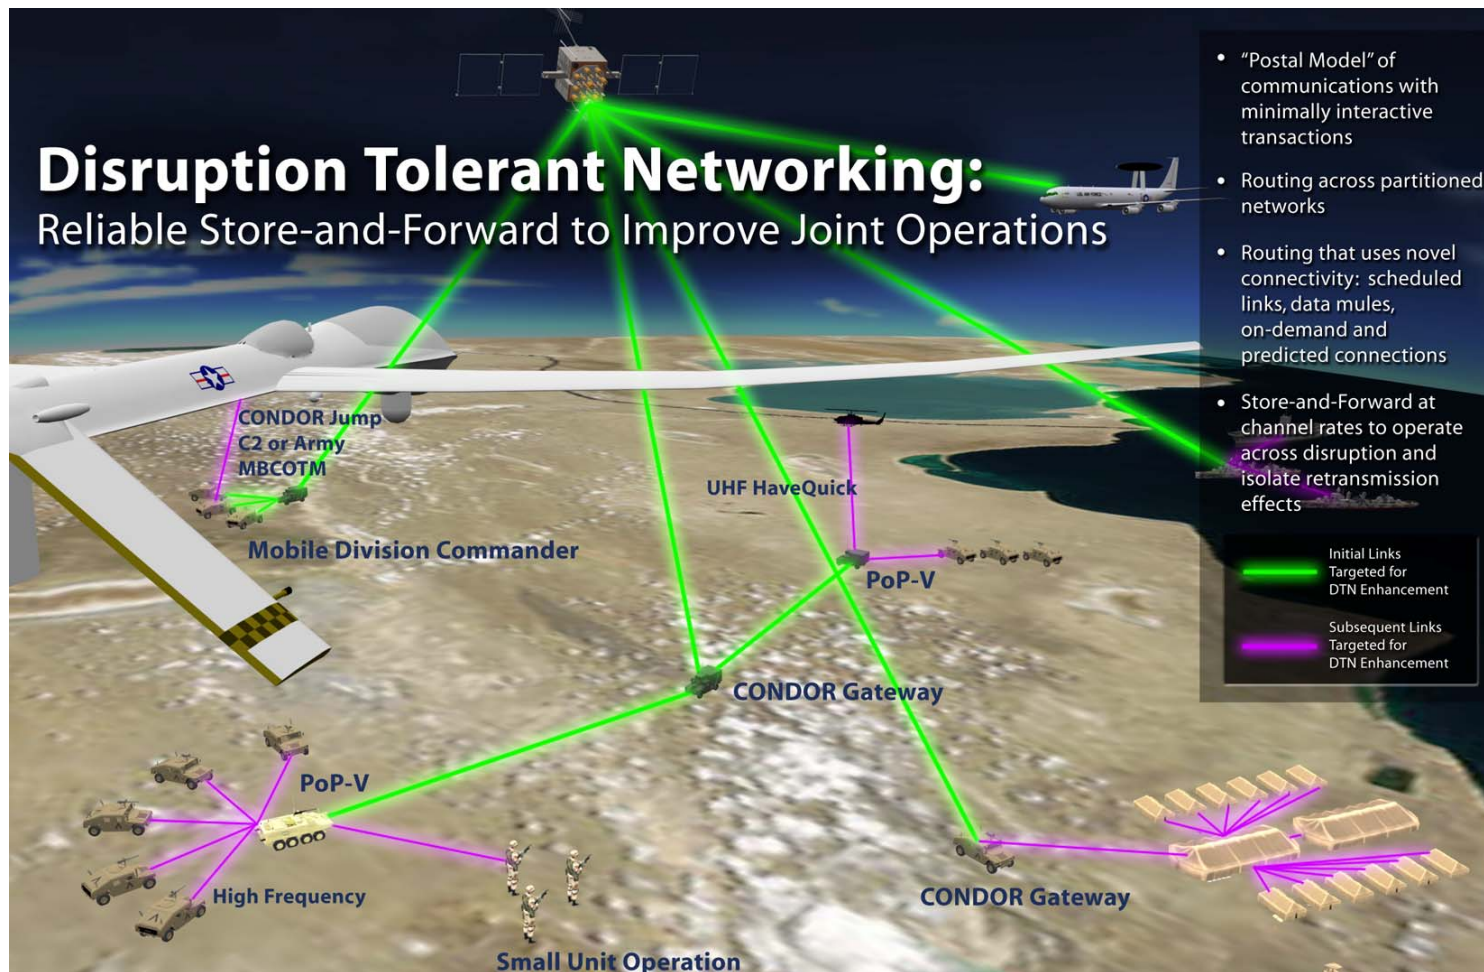 Disruption Tolerant Networking:
Reliable Store-and-Forward to Improve Joint Operations
• “Postal Model” of
communications with
minimally interactive
transactions
• Routing across partitioned
networks
• Routing that uses novel
connectivity: scheduled
links, data mules,
on-demand and
predicted connections
• Store-and-Forward at
channel rates to operate
across disruption and
isolate retransmission
effects
Initial Links
Targeted for
DTN Enhancement
Subsequent Links
Targeted for
DTN Enhancement
CONDOR Jump
C2 or Army
MBCOTM
Mobile Division Commander
UHF HaveQuick
PoP-V
CONDOR Gateway
PoP-V
High Frequency
CONDOR Gateway
Small Unit Operation